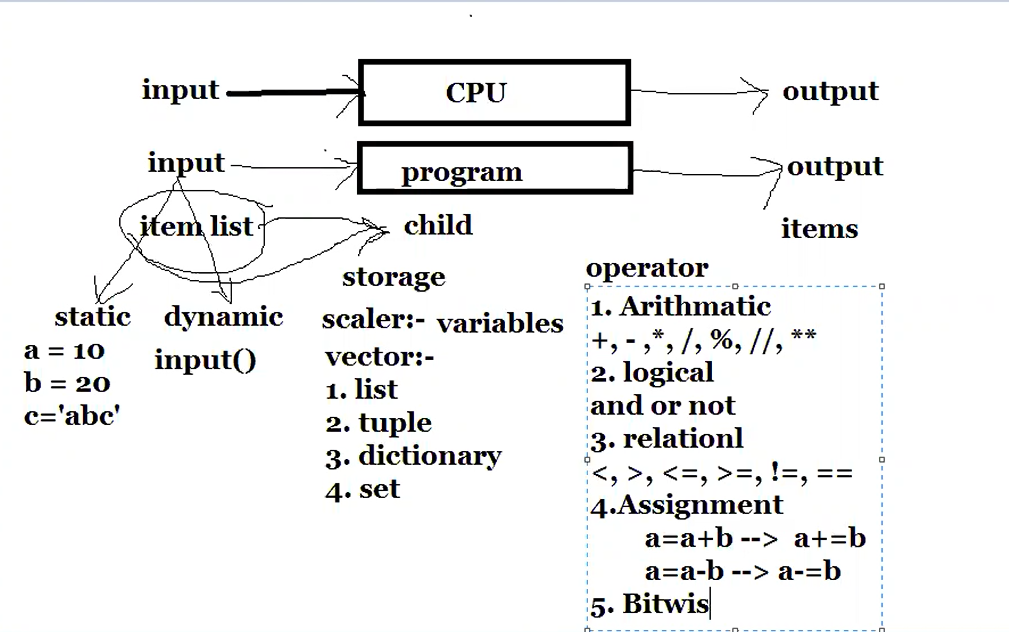 input CPU output
input program output
item list child items
storage
static dynamic
a = 10
b = 20
c='abc'
input()
scaler:- variables
vector:-
1. list
2. tuple
3. dictionary
4. set
operator
1. Arithmatic
+, - ,*, /, %, //, **
2. logical
and or not
3. relationl
<, >, <=, >=, !=, ==
4.Assignment
a=a+b --> a+=b
a=a-b --> a-=b
5. Bitwis